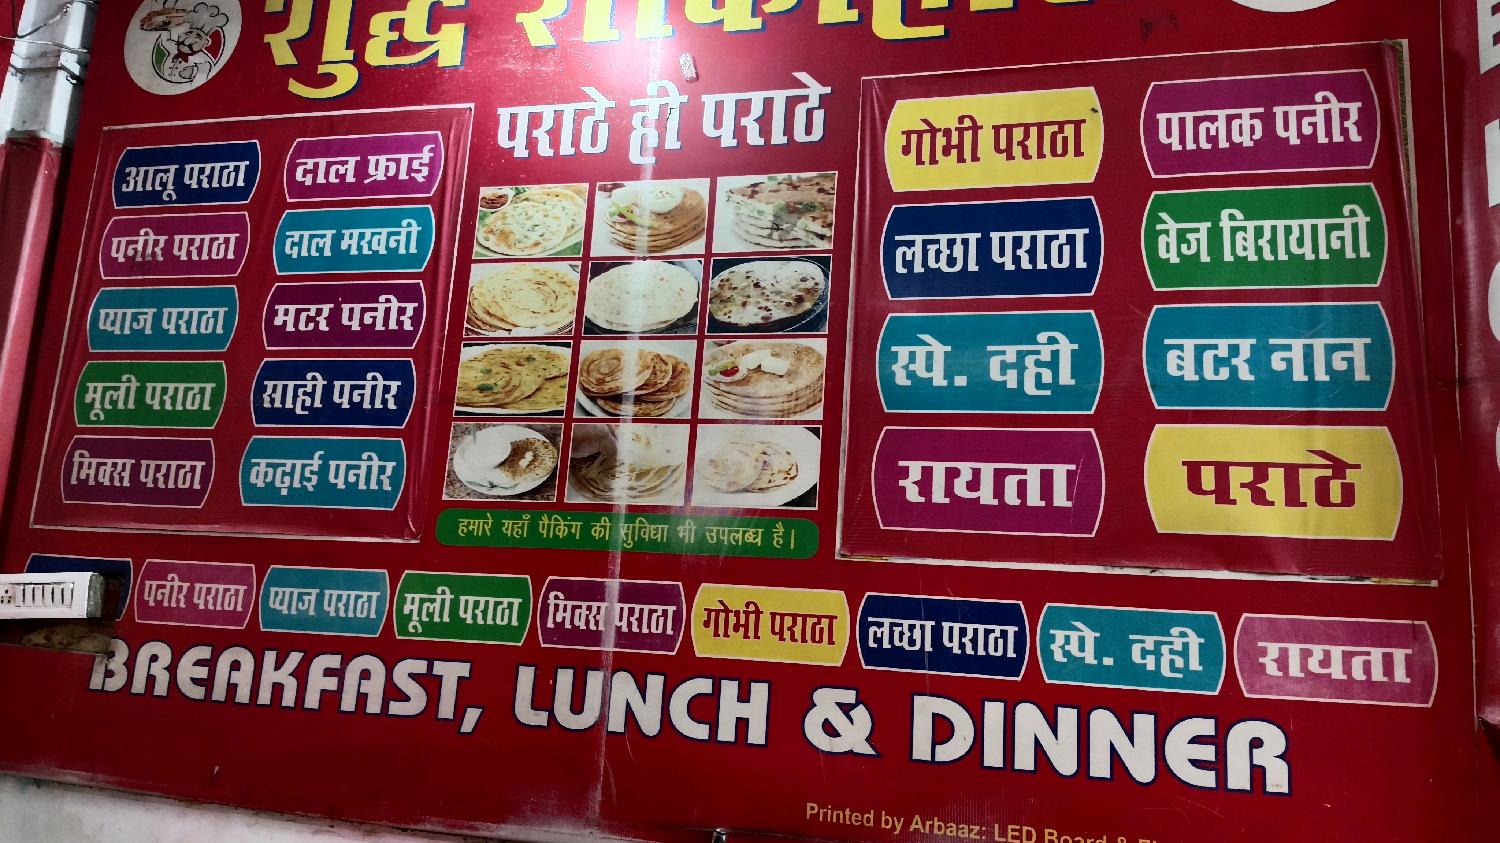 शुद्ध
पराठे ही पराठे
आलू पराठा
दाल फ्राई
पनीर पराठा
दाल मखनी
प्याज पराठा
मटर पनीर
मूली पराठा
साही पनीर
मिक्स पराठा
कढ़ाई पनीर
गोभी पराठा
पालक पनीर
लच्छा पराठा
वेज बिरायानी
स्पे. दही
बटर नान
रायता
पराठे
हमारे यहाँ पैकिंग की सुविधा भी उपलब्ध है।
पनीर पराठा
प्याज पराठा
मूली पराठा
मिक्स पराठा
गोभी पराठा
लच्छा पराठा
स्पे. दही
रायता
BREAKFAST, LUNCH & DINNER
Printed by Arbaaz: LED Board &